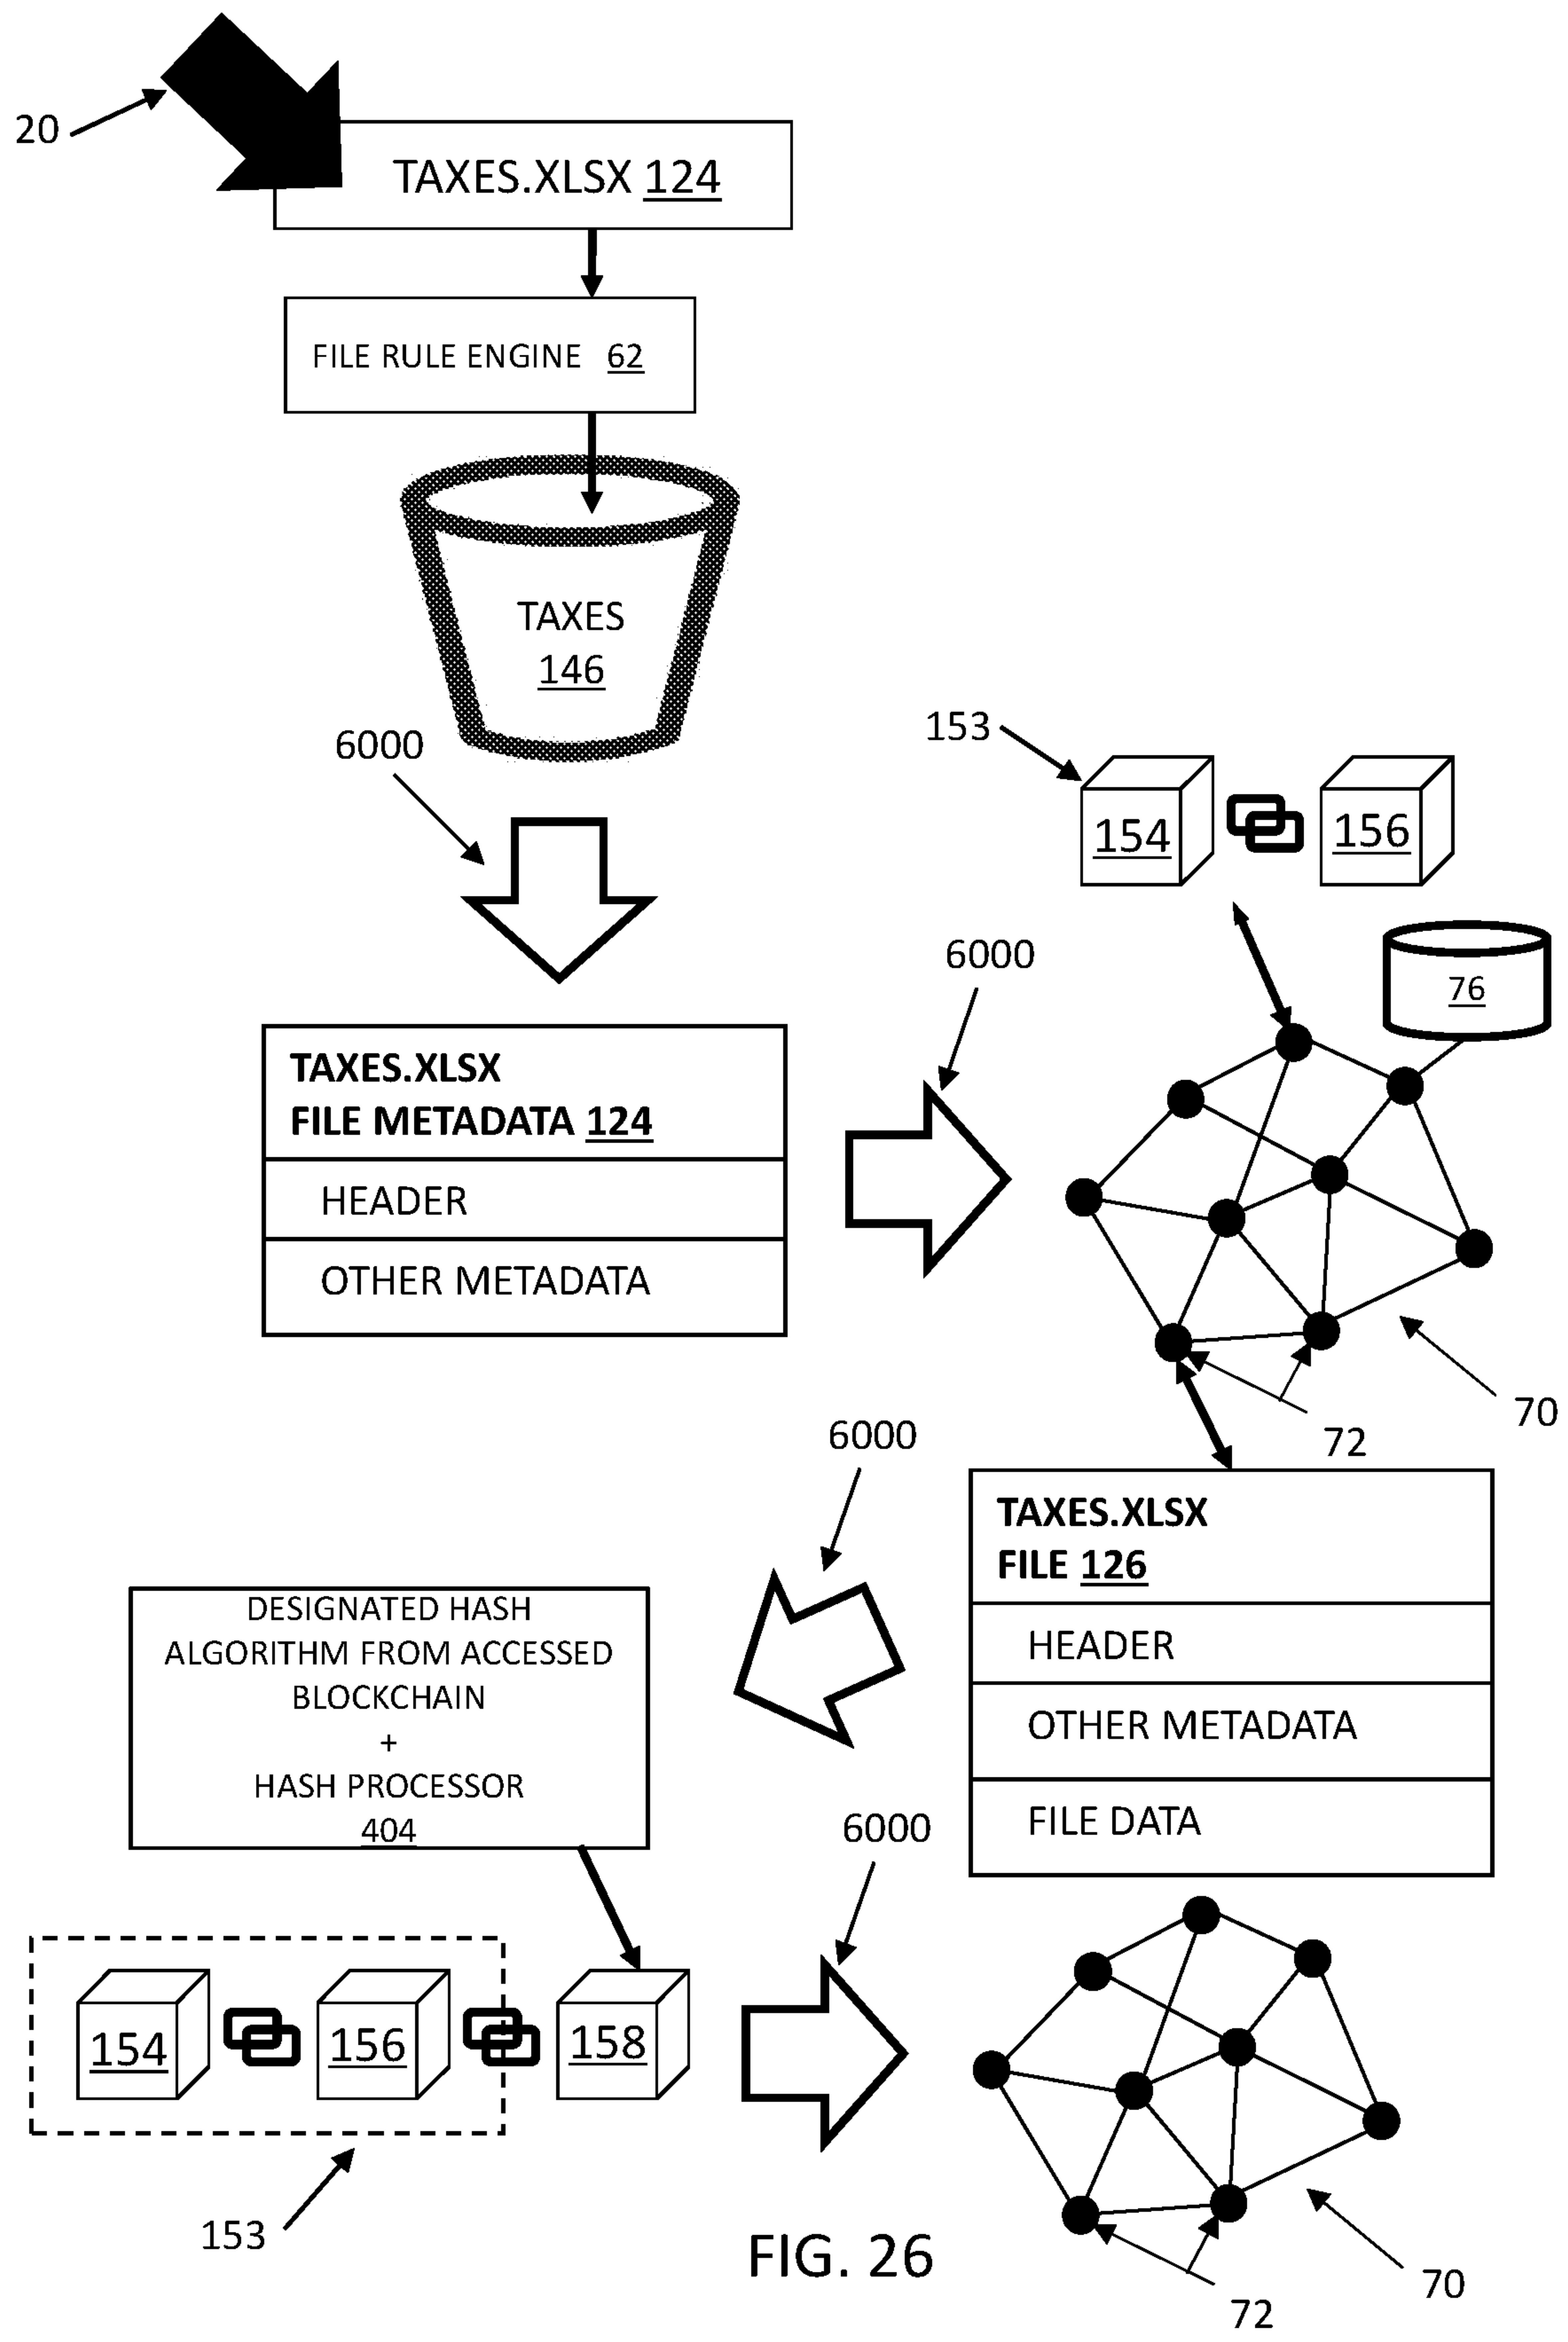 20
TAXES.XLSX 124
FILE RULE ENGINE 62
TAXES
146
6000
153
154
156
6000
76
TAXES.XLSX
FILE METADATA 124
HEADER
OTHER METADATA
70
72
6000
TAXES.XLSX
FILE 126
HEADER
OTHER METADATA
FILE DATA
DESIGNATED HASH
ALGORITHM FROM ACCESSED
BLOCKCHAIN
+
HASH PROCESSOR
404
6000
154
156
158
153
FIG. 26
70
72